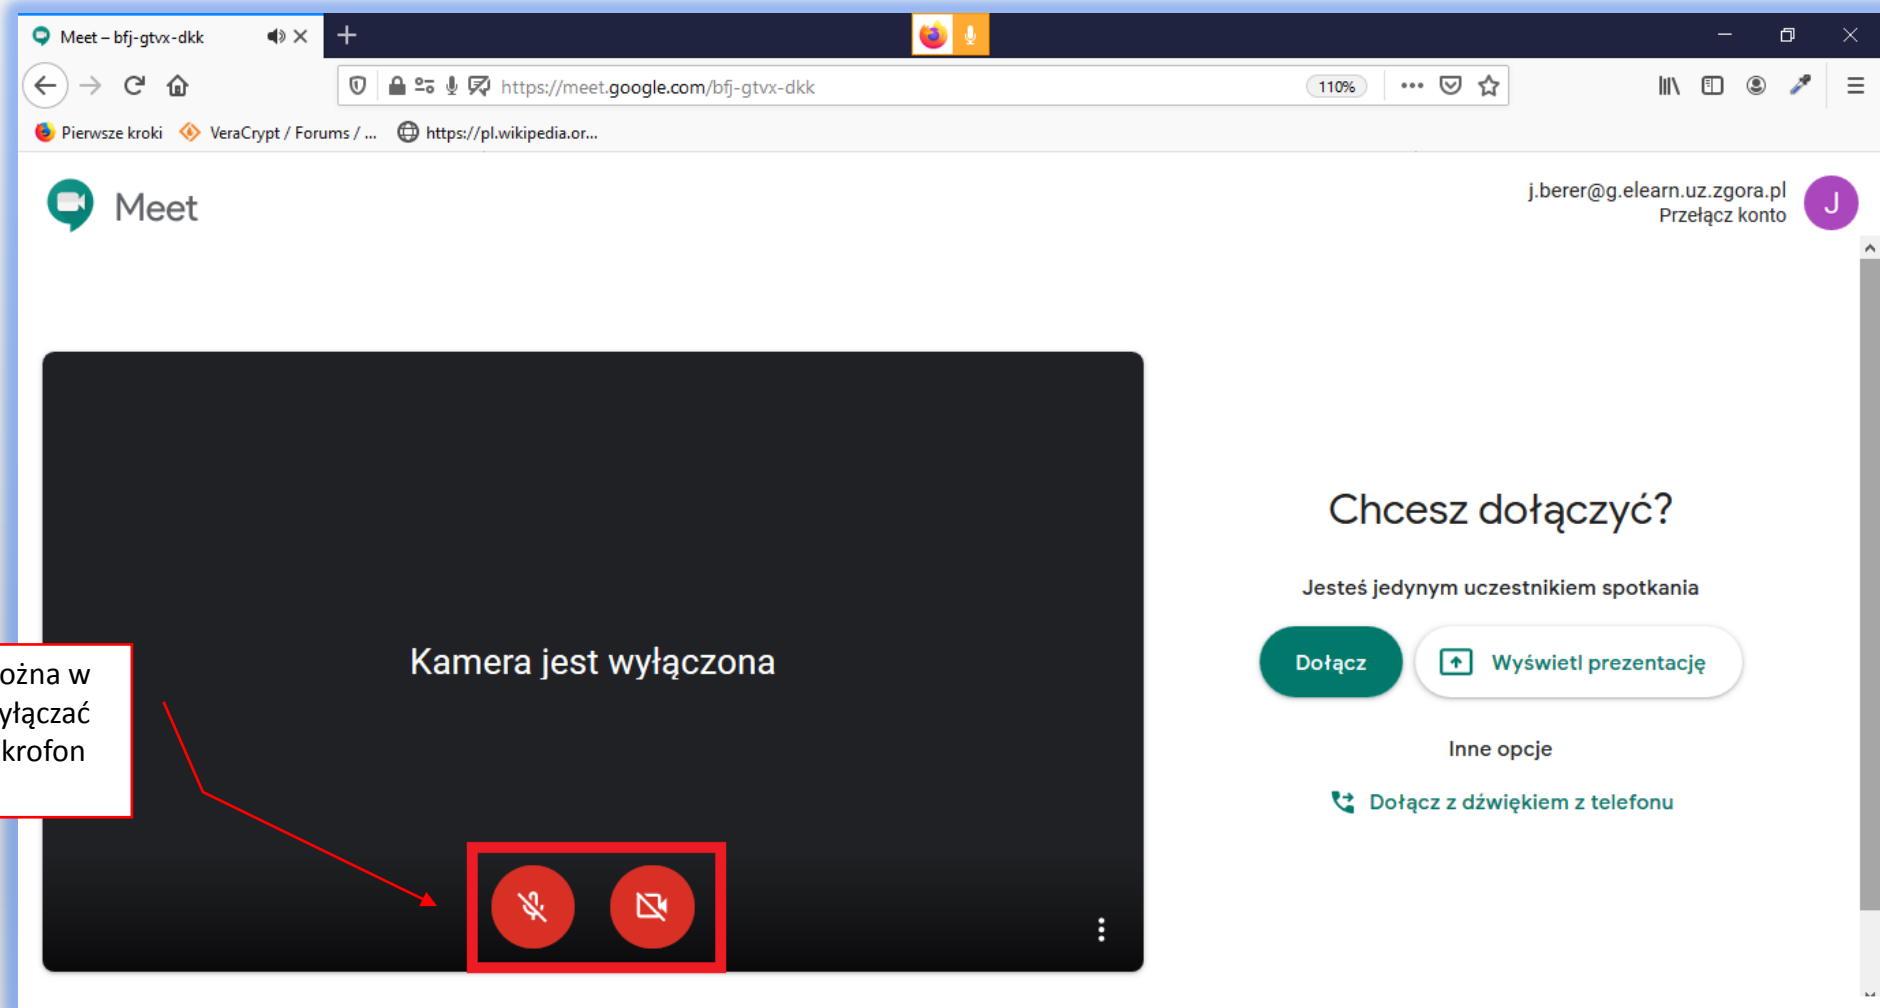 Meet – bfj-gtvx-dkk
https://meet.google.com/bfj-gtvx-dkk
110%
Pierwsze kroki
VeraCrypt / Forums / ...
https://pl.wikipedia.or...
Meet
j.berer@g.elearn.uz.zgora.pl
Przełącz konto
J
Kamera jest wyłączona
ożna w
yłączać
krofon
Chcesz dołączyć?
Jesteś jedynym uczestnikiem spotkania
Dołącz
Wyświetl prezentację
Inne opcje
Dołącz z dźwiękiem z telefonu